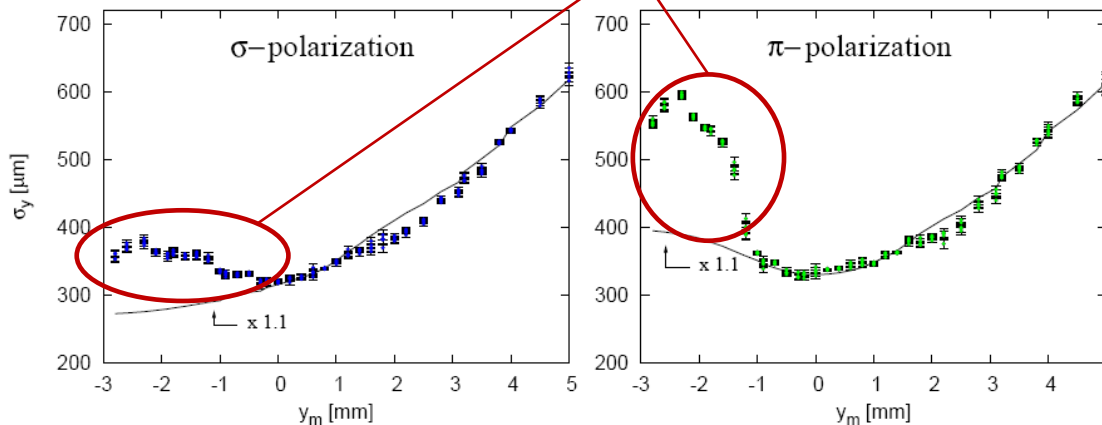 σ−polarization
π−polarization
700
600
500
400
300
200
σy [µm]
x 1.1
-3 -2 -1 0 1 2 3 4 5
ym [mm]
700
600
500
400
300
200
x 1.1
-3 -2 -1 0 1 2 3 4
ym [mm]